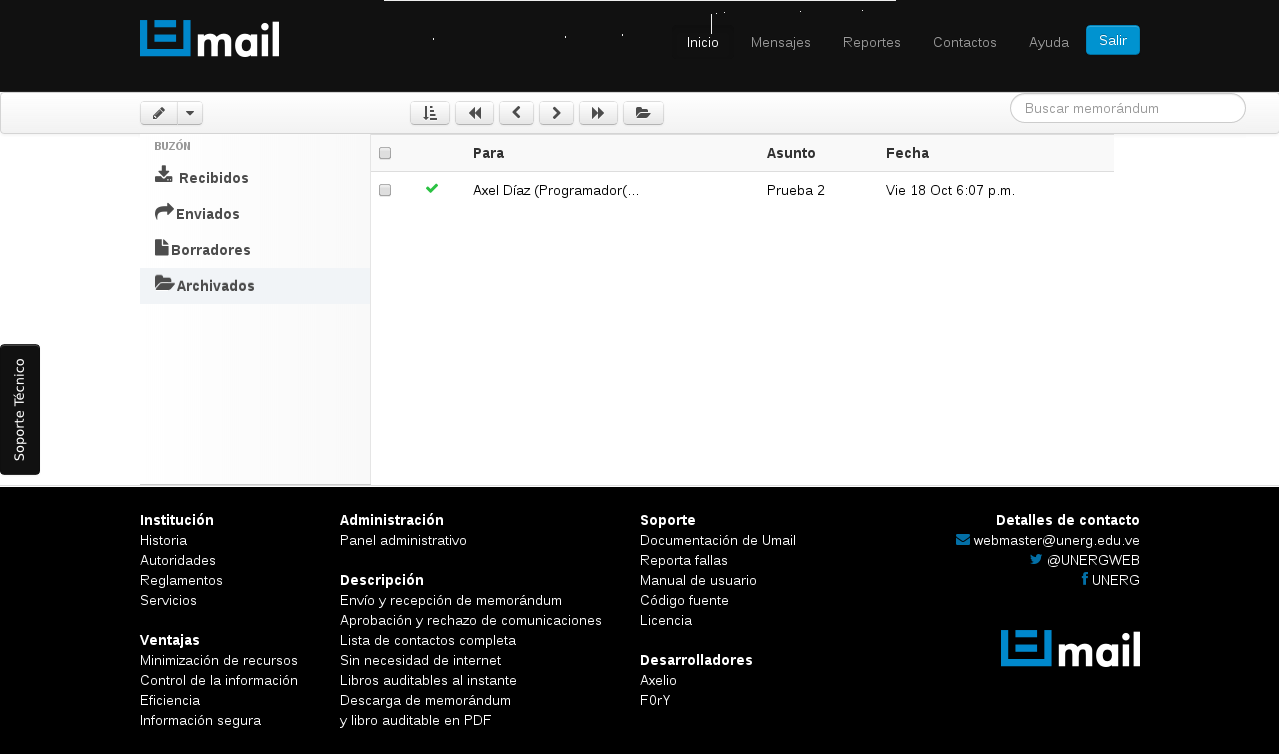 Umail
Inicio Mensajes Reportes Contactos Ayuda Salir
Buscar memorándum
BUZÓN
Recibidos
Enviados
Borradores
Archivados
Para Asunto Fecha
Axel Díaz (Programador(... Prueba 2 Vie 18 Oct 6:07 p.m.
Soporte Técnico
Institución
Historia
Autoridades
Reglamentos
Servicios
Ventajas
Minimización de recursos
Control de la información
Eficiencia
Información segura
Administración
Panel administrativo
Descripción
Envío y recepción de memorándum
Aprobación y rechazo de comunicaciones
Lista de contactos completa
Sin necesidad de internet
Libros auditables al instante
Descarga de memorándum
y libro auditable en PDF
Soporte
Documentación de Umail
Reporta fallas
Manual de usuario
Código fuente
Licencia
Desarrolladores
Axelio
F0rY
Detalles de contacto
webmaster@unerg.edu.ve
@UNERGWEB
UNERG
Umail